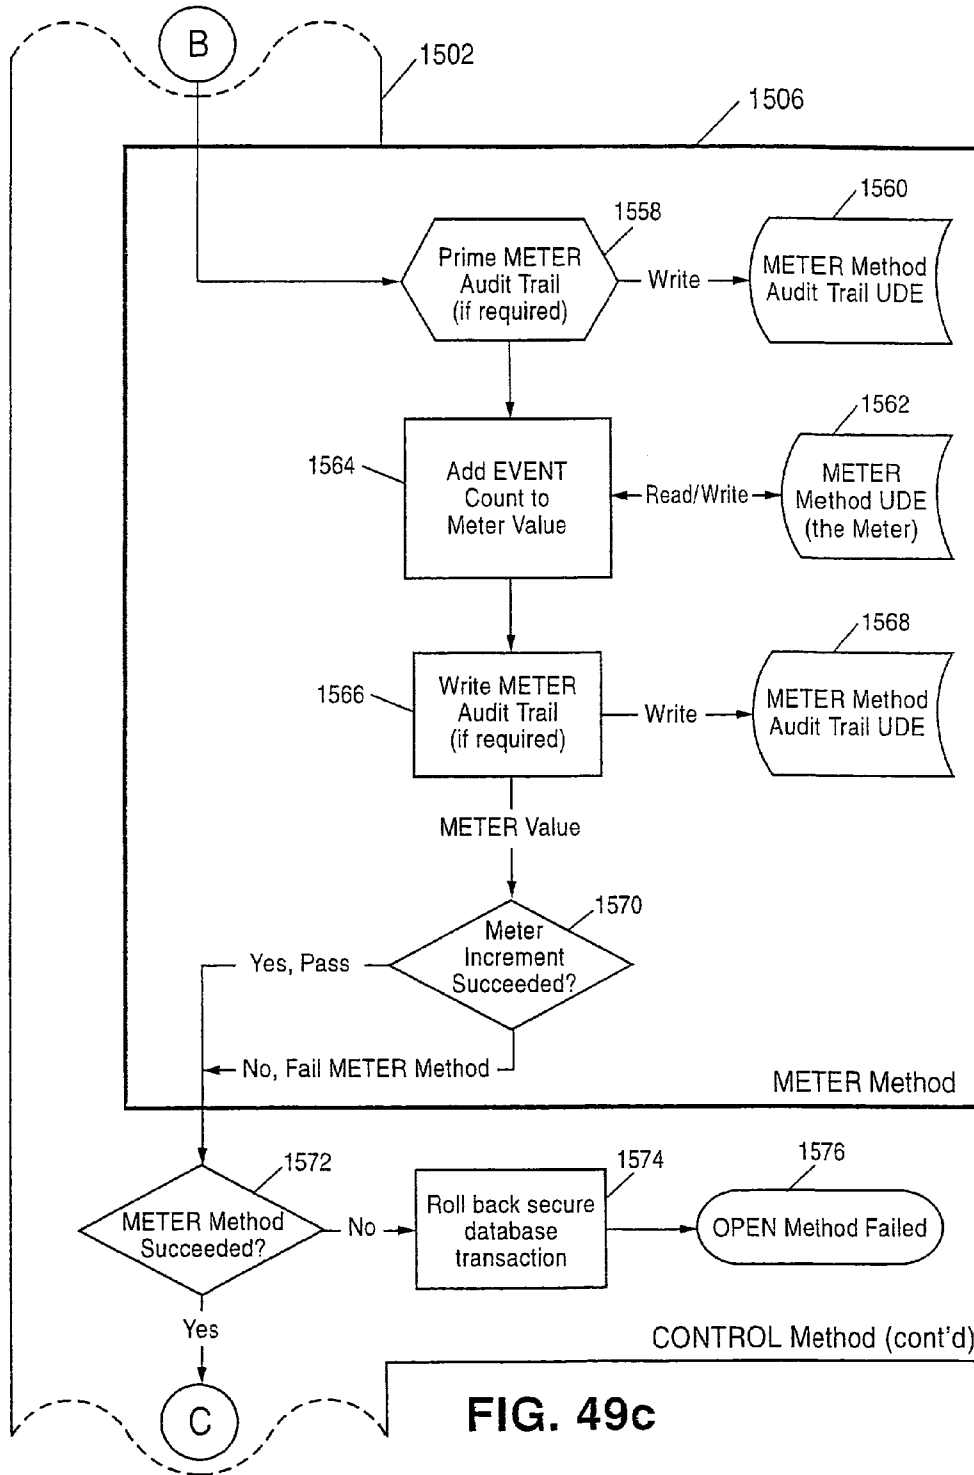 B
1502
1506
1558
1560
Prime METER
Audit Trail
(if required)
Write
METER Method
Audit Trail UDE
1562
1564
Add EVENT
Count to
Meter Value
Read/Write
METER
Method UDE
(the Meter)
1568
1566
Write METER
Audit Trail
(if required)
Write
METER Method
Audit Trail UDE
METER Value
1570
Meter
Increment
Succeeded?
Yes, Pass
No, Fail METER Method
METER Method
1572
1574
1576
METER Method
Succeeded?
No
Roll back secure
database
transaction
OPEN Method Failed
Yes
CONTROL Method (cont'd)
C
FIG. 49c